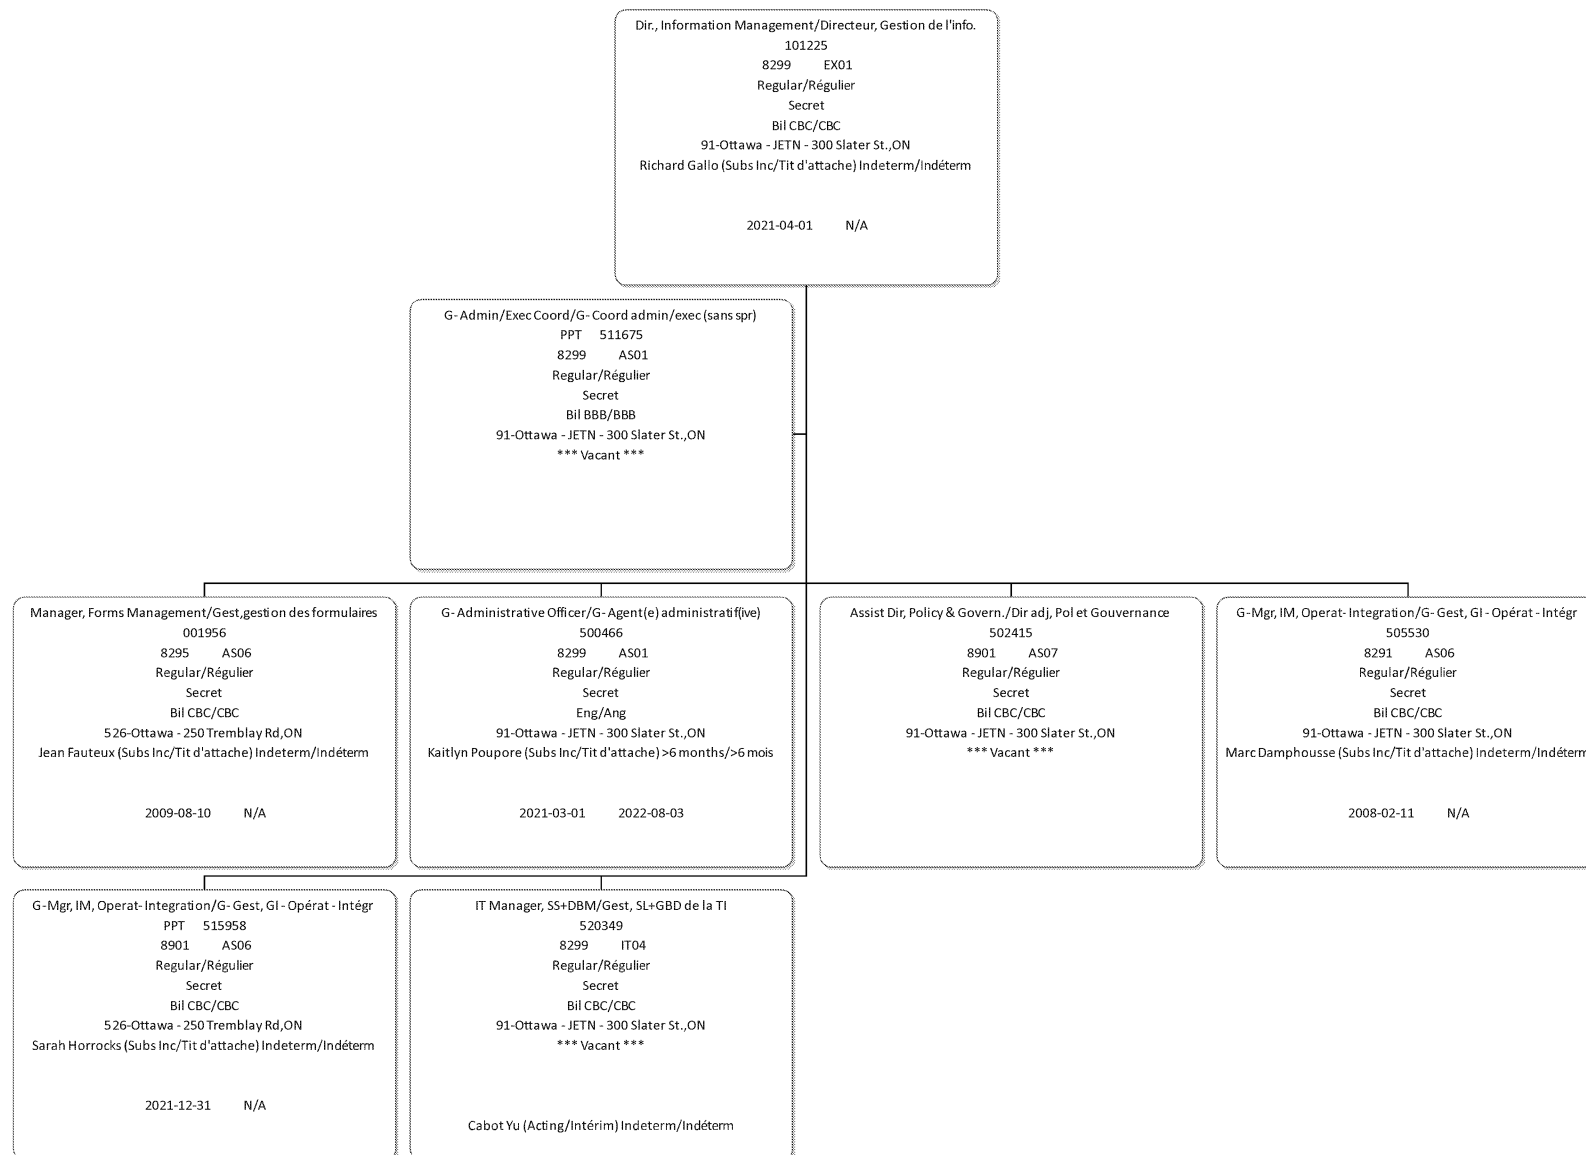 Dir., Information Management/Directeur, Gestion de l'info.
101225
8299 EX01
Regular/Régulier
Secret
Bil CBC/CBC
91-Ottawa - JETN - 300 Slater St.,ON
Richard Gallo (Subs Inc/Tit d'attache) Indeterm/Indéterm
2021-04-01 N/A
G- Admin/Exec Coord/G- Coord admin/exec (sans spr)
PPT 511675
8299 AS01
Regular/Régulier
Secret
Bil BBB/BBB
91-Ottawa - JETN - 300 Slater St.,ON
*** Vacant ***
Manager, Forms Management/Gest,gestion des formulaires
001956
8295 AS06
Regular/Régulier
Secret
Bil CBC/CBC
526-Ottawa - 250 Tremblay Rd,ON
Jean Fauteux (Subs Inc/Tit d'attache) Indeterm/Indéterm
2009-08-10 N/A
G- Administrative Officer/G- Agent(e) administratif(ive)
500466
8299 AS01
Regular/Régulier
Secret
Eng/Ang
91-Ottawa - JETN - 300 Slater St.,ON
Kaitlyn Poupore (Subs Inc/Tit d'attache) >6 months/>6 mois
2021-03-01 2022-08-03
Assist Dir, Policy & Govern./Dir adj, Pol et Gouvernance
502415
8901 AS07
Regular/Régulier
Secret
Bil CBC/CBC
91-Ottawa - JETN - 300 Slater St.,ON
*** Vacant ***
G-Mgr, IM, Operat- Integration/G- Gest, GI - Opérat - Intégr
505530
8291 AS06
Regular/Régulier
Secret
Bil CBC/CBC
91-Ottawa - JETN - 300 Slater St.,ON
Marc Damphousse (Subs Inc/Tit d'attache) Indeterm/Indéterm
2008-02-11 N/A
G-Mgr, IM, Operat- Integration/G- Gest, GI - Opérat - Intégr
PPT 515958
8901 AS06
Regular/Régulier
Secret
Bil CBC/CBC
526-Ottawa - 250 Tremblay Rd,ON
Sarah Horrocks (Subs Inc/Tit d'attache) Indeterm/Indéterm
2021-12-31 N/A
IT Manager, SS+DBM/Gest, SL+GBD de la TI
520349
8299 IT04
Regular/Régulier
Secret
Bil CBC/CBC
91-Ottawa - JETN - 300 Slater St.,ON
*** Vacant ***
Cabot Yu (Acting/Intérim) Indeterm/Indéterm